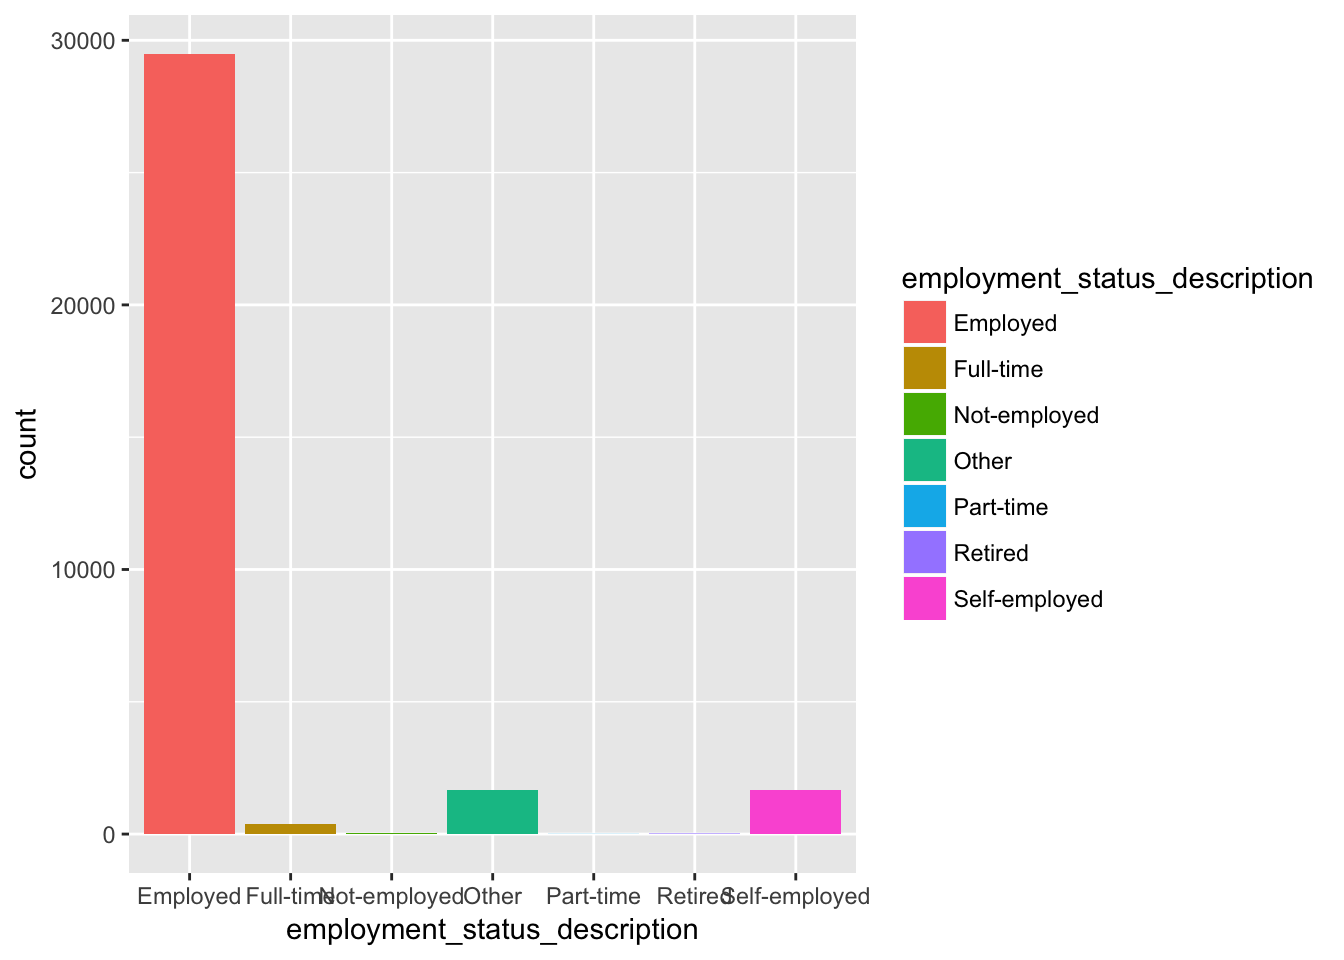 30000
20000
10000
0
count
Employed Full-time Not-employed Other Part-time Retired Self-employed
employment_status_description
employment_status_description
Employed
Full-time
Not-employed
Other
Part-time
Retired
Self-employed